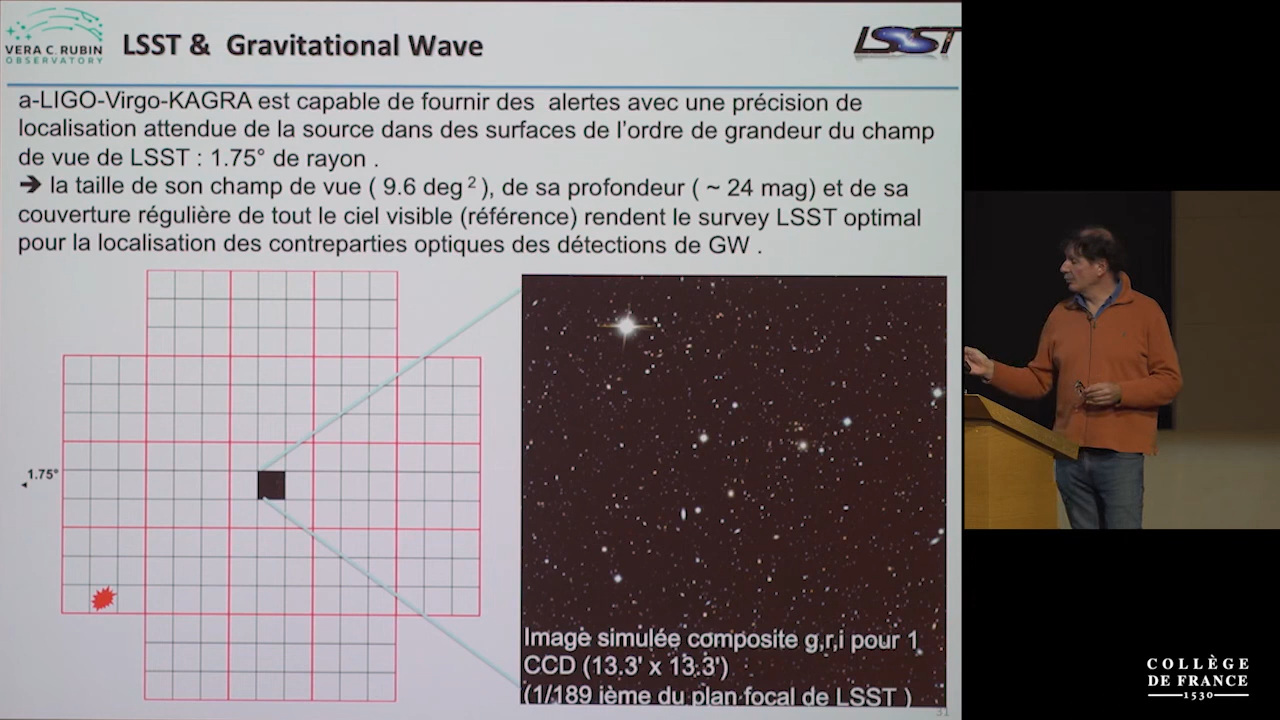 VERA C. RUBIN
OBSERVATORY
LSST & Gravitational Wave
LSST
a-LIGO-Virgo-KAGRA est capable de fournir des alertes avec une précision de
localisation attendue de la source dans des surfaces de l'ordre de grandeur du champ
de vue de LSST : 1.75° de rayon .
➔ la taille de son champ de vue ( 9.6 deg² ), de sa profondeur ( ~ 24 mag) et de sa
couverture régulière de tout le ciel visible (référence) rendent le survey LSST optimal
pour la localisation des contreparties optiques des détections de GW .
1.75°
Image simulée composite g,r,i pour 1
CCD (13.3' x 13.3')
(1/189 ième du plan focal de LSST )
31
COLLÈGE
DE FRANCE
1530